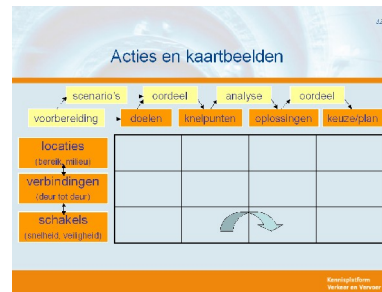 Acties en kaartbeelden
scenario's oordeel analyse oordeel
voorbereiding doelen knelpunten oplossingen keuze/plan
locaties
(bereik, milieu)
verbindingen
(deur tot deur)
schakels
(snelheid, veiligheid)
Kennisplatform
Verkeer en Vervoer